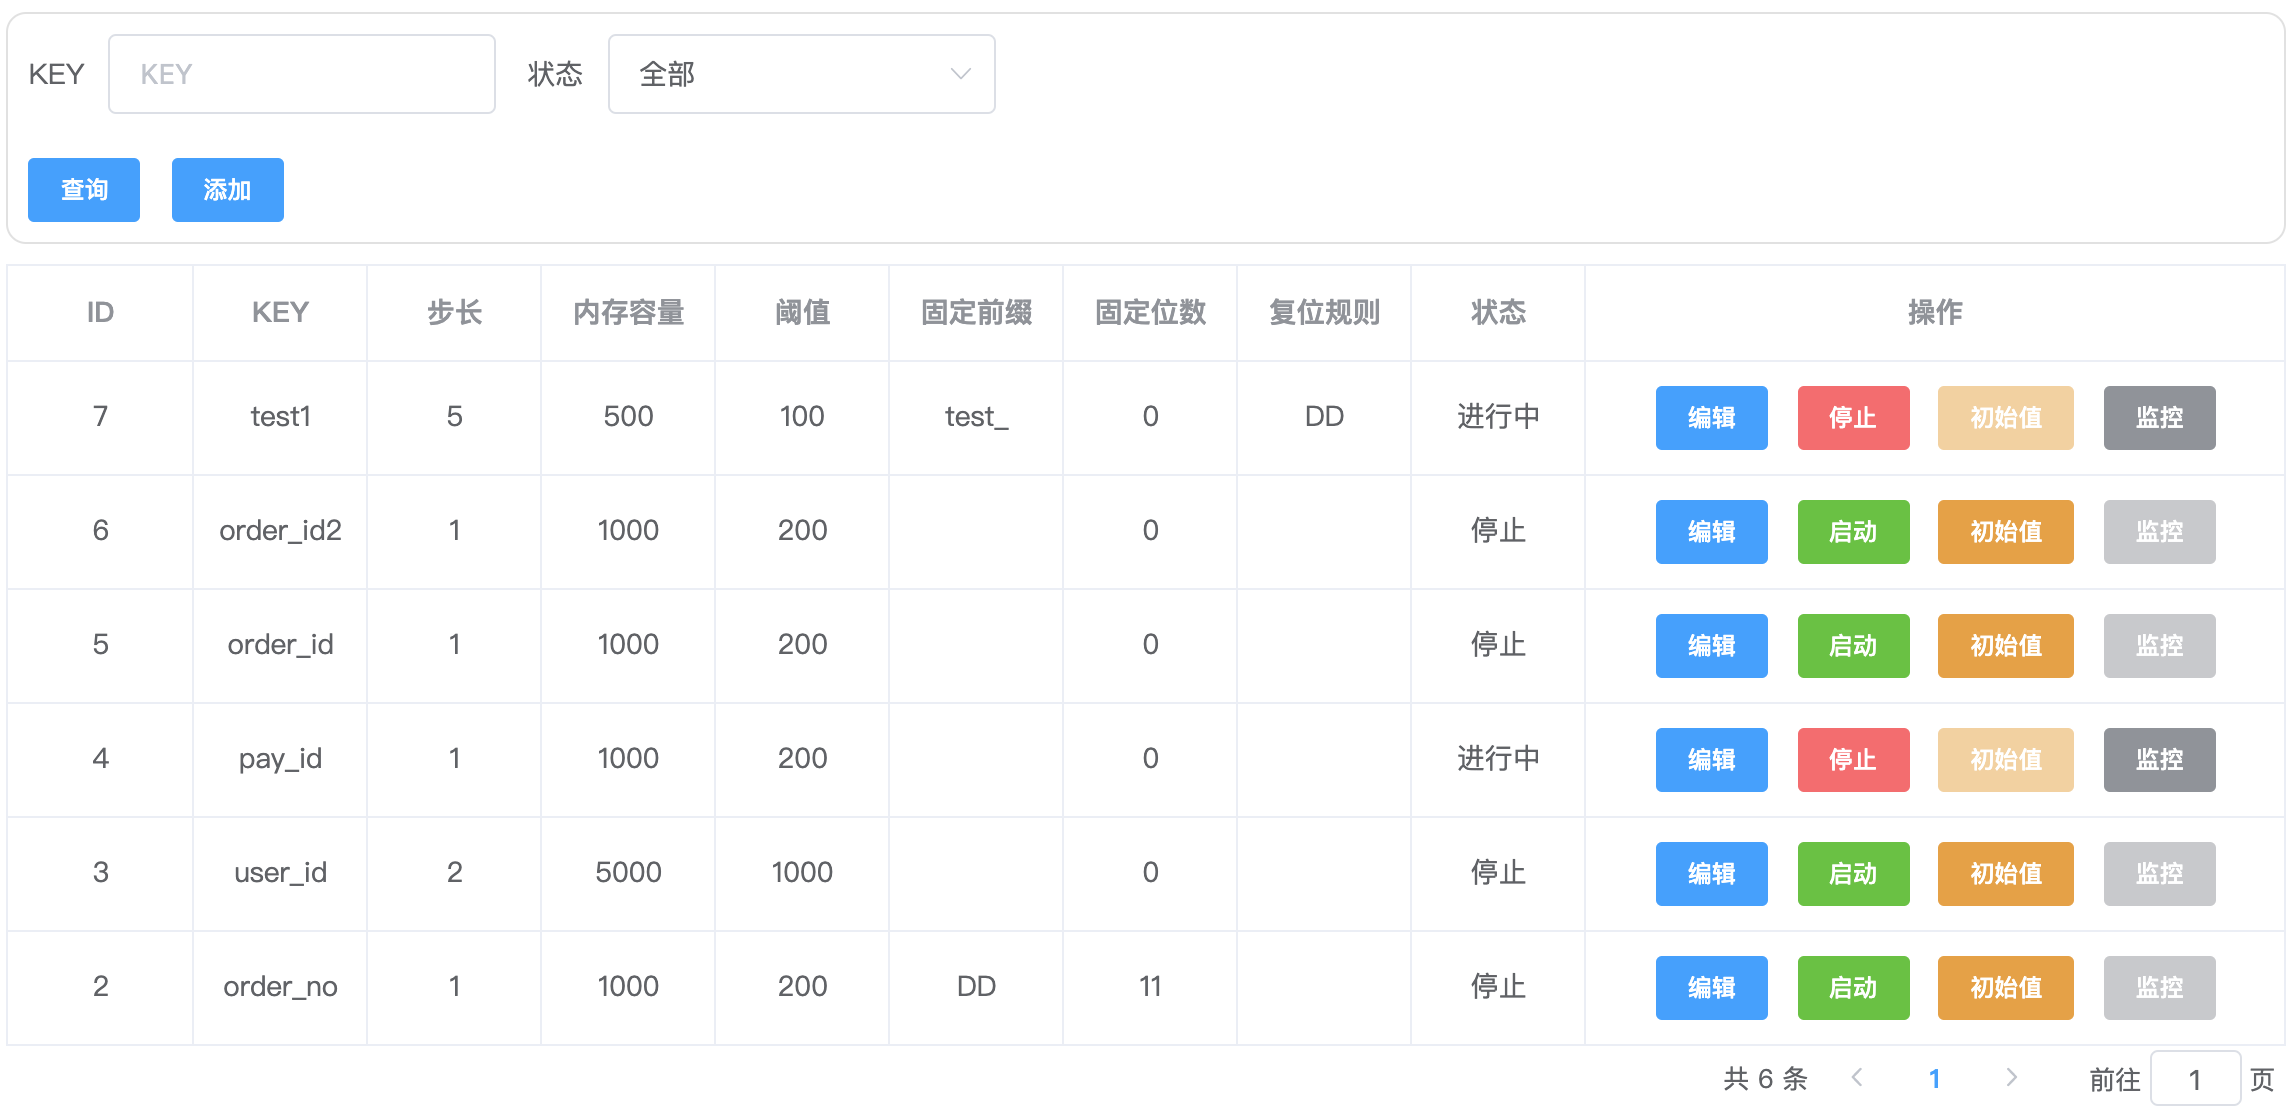 KEY KEY 状态 全部
查询 添加
ID KEY 步长 内存容量 阈值 固定前缀 固定位数 复位规则 状态 操作
7 test1 5 500 100 test_ 0 DD 进行中 编辑 停止 初始值 监控
6 order_id2 1 1000 200 0 停止 编辑 启动 初始值 监控
5 order_id 1 1000 200 0 停止 编辑 启动 初始值 监控
4 pay_id 1 1000 200 0 进行中 编辑 停止 初始值 监控
3 user_id 2 5000 1000 0 停止 编辑 启动 初始值 监控
2 order_no 1 1000 200 DD 11 停止 编辑 启动 初始值 监控
共 6 条 1 前往 1 页